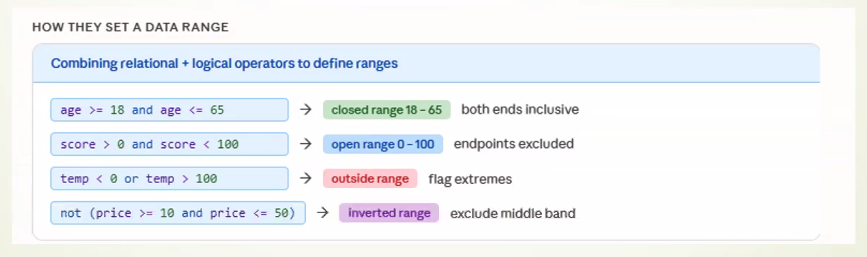 HOW THEY SET A DATA RANGE
Combining relational + logical operators to define ranges
age >= 18 and age <= 65 → closed range 18 – 65 both ends inclusive
score > 0 and score < 100 → open range 0 – 100 endpoints excluded
temp < 0 or temp > 100 → outside range flag extremes
not (price >= 10 and price <= 50) → inverted range exclude middle band